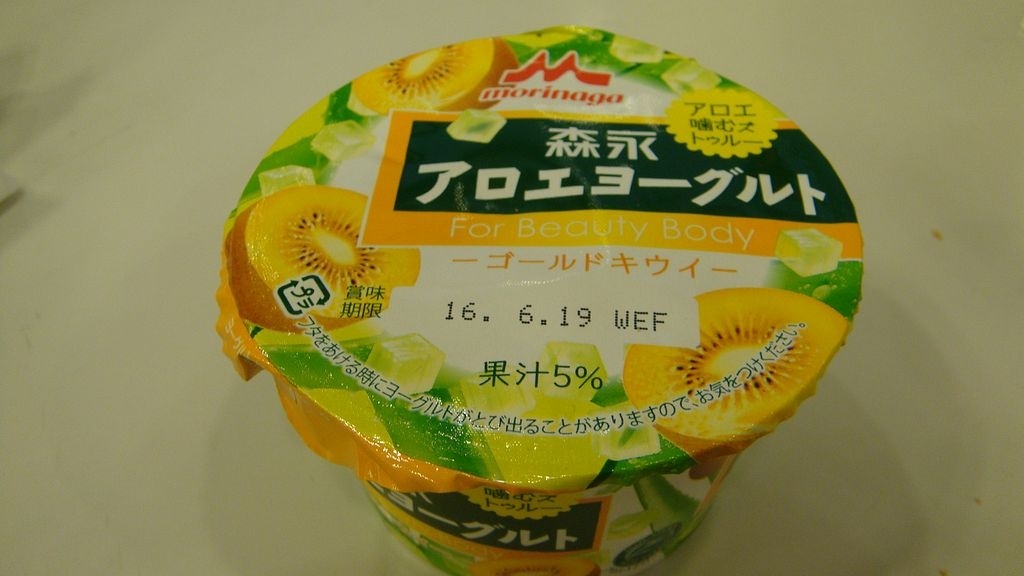 morinaga
アロエ
噛むス
トゥルー
森永
アロエヨーグルト
For Beauty Body
ーゴールドキウイー
プラ
賞味
期限
16. 6.19 WEF
果汁5%
フタをあける時にヨーグルトがとび出ることがありますので、お気をつけください。
噛むス
トゥルー
ヨーグルト